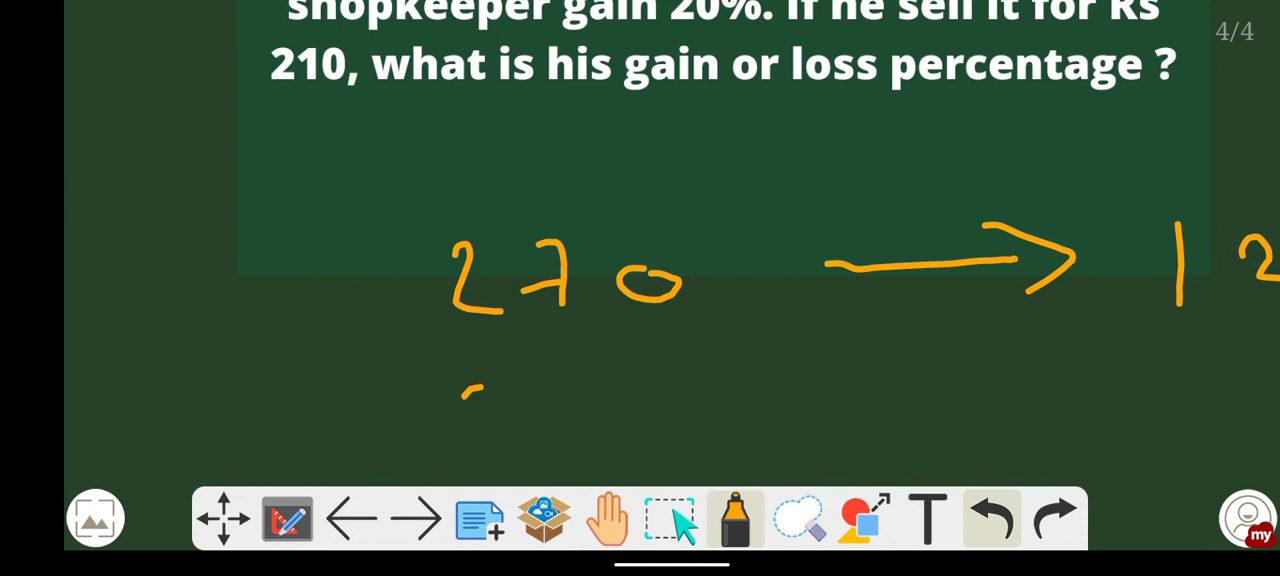 shopkeeper gain 20%. If he sell it for Rs
4/4
210, what is his gain or loss percentage ?
270 → 12
T
my